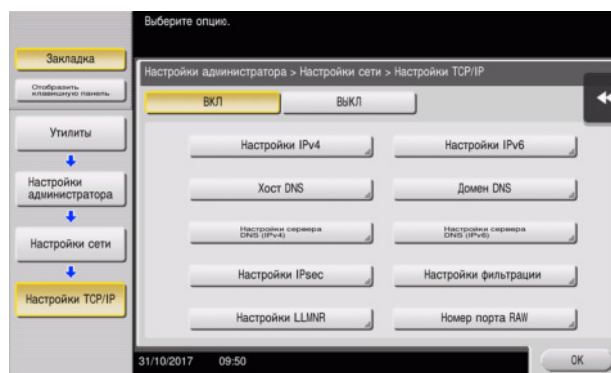 Выберите опцию.
Закладка
Отобразить
клавишную панель
Утилиты
Настройки
администратора
Настройки сети
Настройки TCP/IP
Настройки администратора > Настройки сети > Настройки TCP/IP
ВКЛ
ВЫКЛ
Настройки IPv4
Настройки IPv6
Хост DNS
Домен DNS
Настройки сервера
DNS (IPv4)
Настройки сервера
DNS (IPv6)
Настройки IPsec
Настройки фильтрации
Настройки LLMNR
Номер порта RAW
31/10/2017 09:50
OK